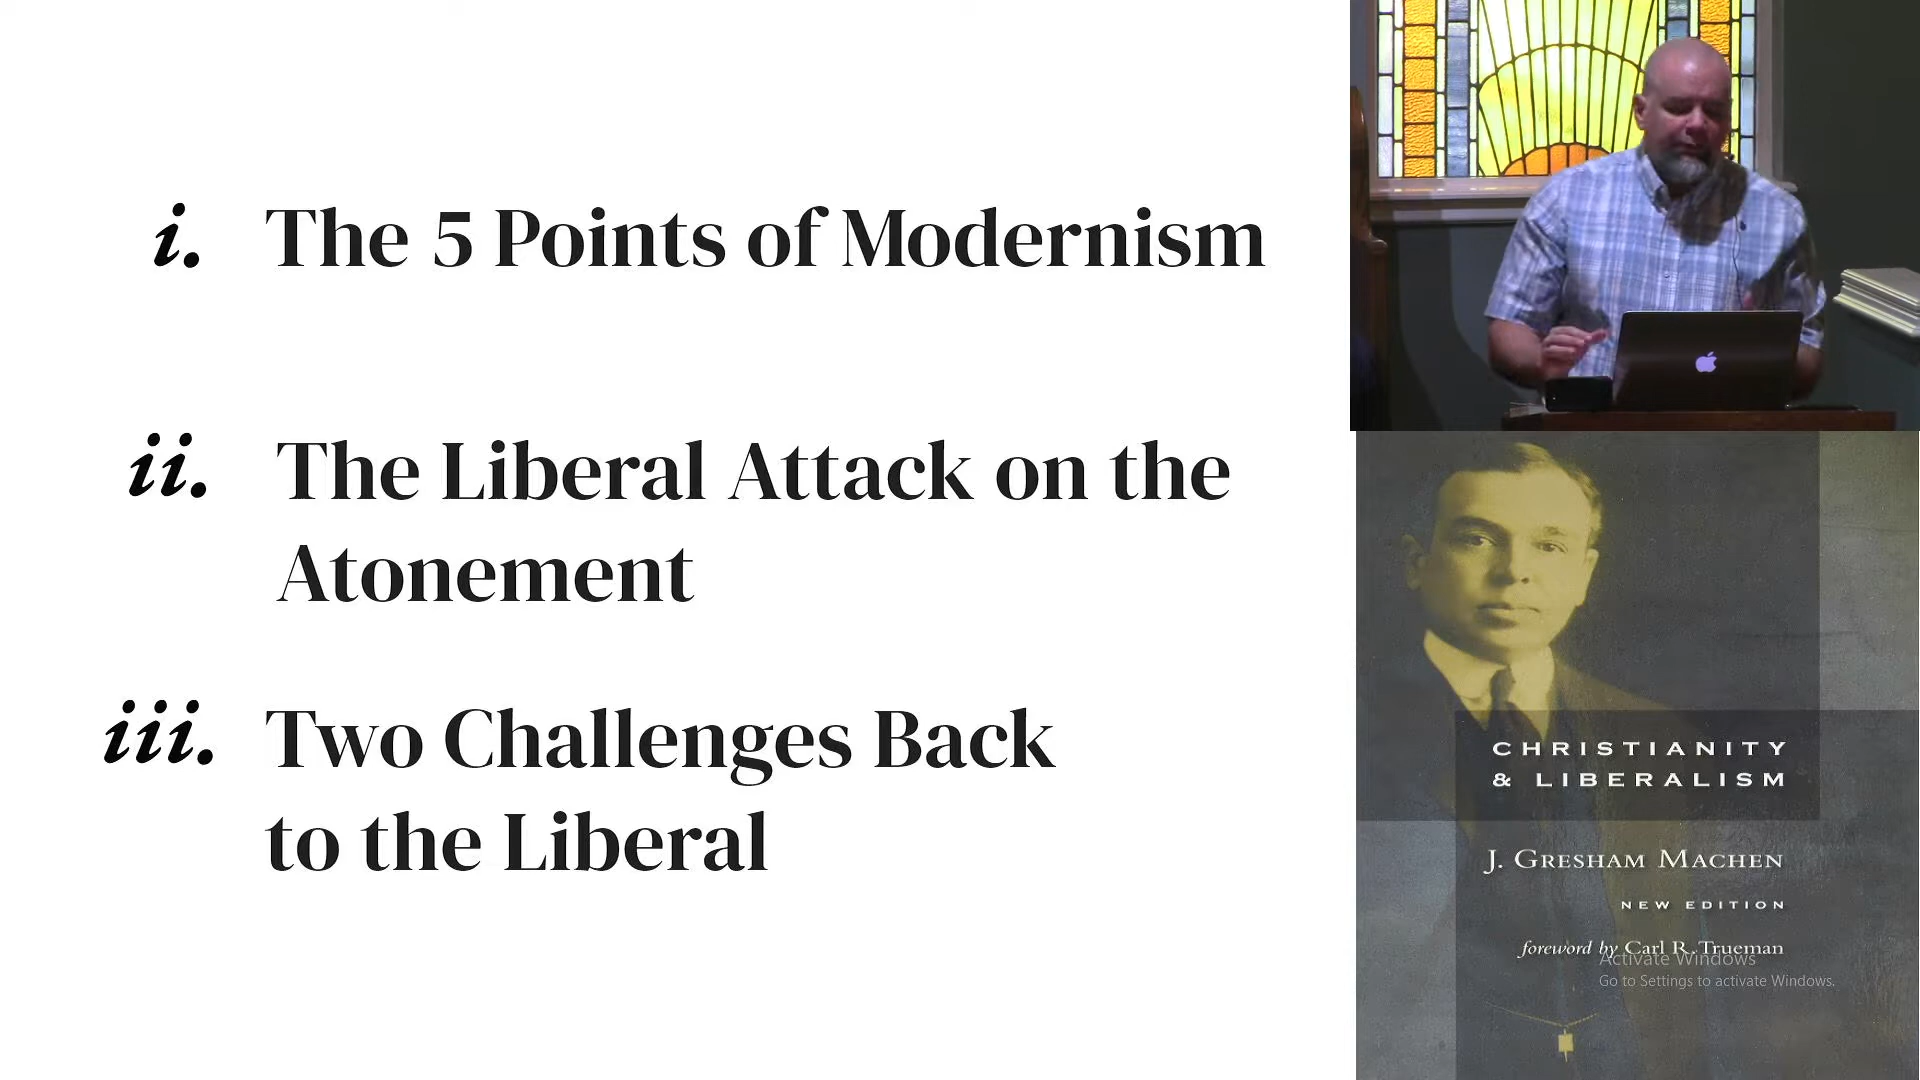 i. The 5 Points of Modernism
ii. The Liberal Attack on the
Atonement
iii. Two Challenges Back
to the Liberal
CHRISTIANITY
& LIBERALISM
J. GRESHAM MACHEN
NEW EDITION
foreword by Carl R. Trueman
Activate Windows
Go to Settings to activate Windows.